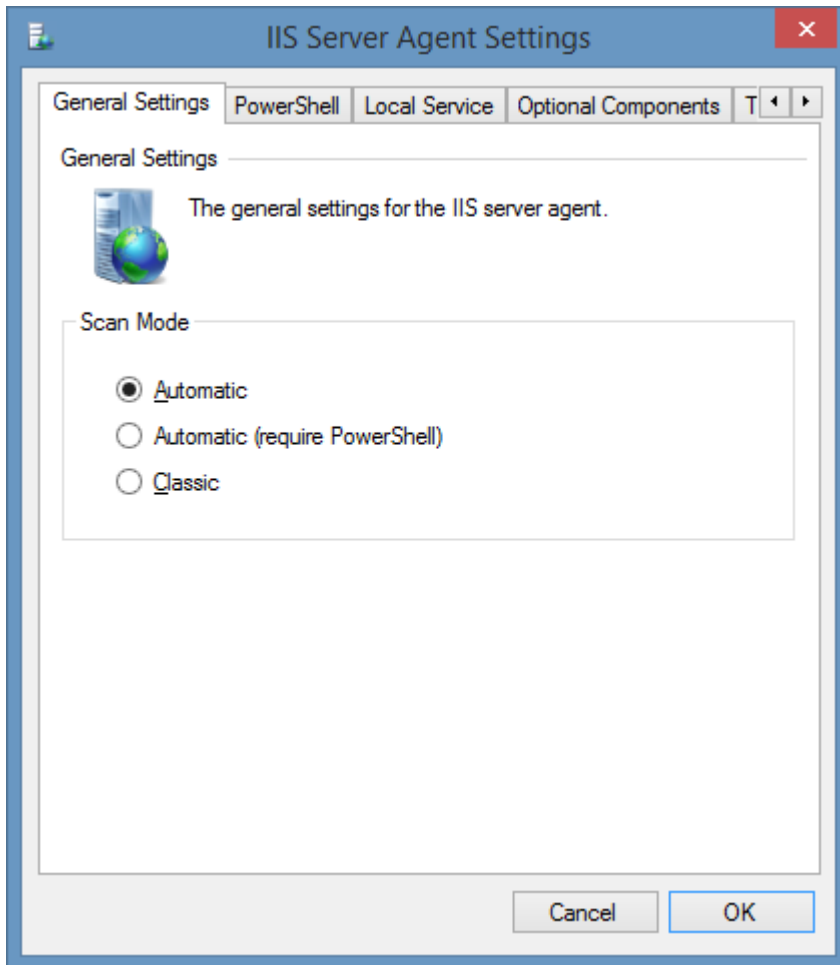 IIS Server Agent Settings
General Settings PowerShell Local Service Optional Components T
General Settings
The general settings for the IIS server agent.
Scan Mode
Automatic
Automatic (require PowerShell)
Classic
Cancel OK